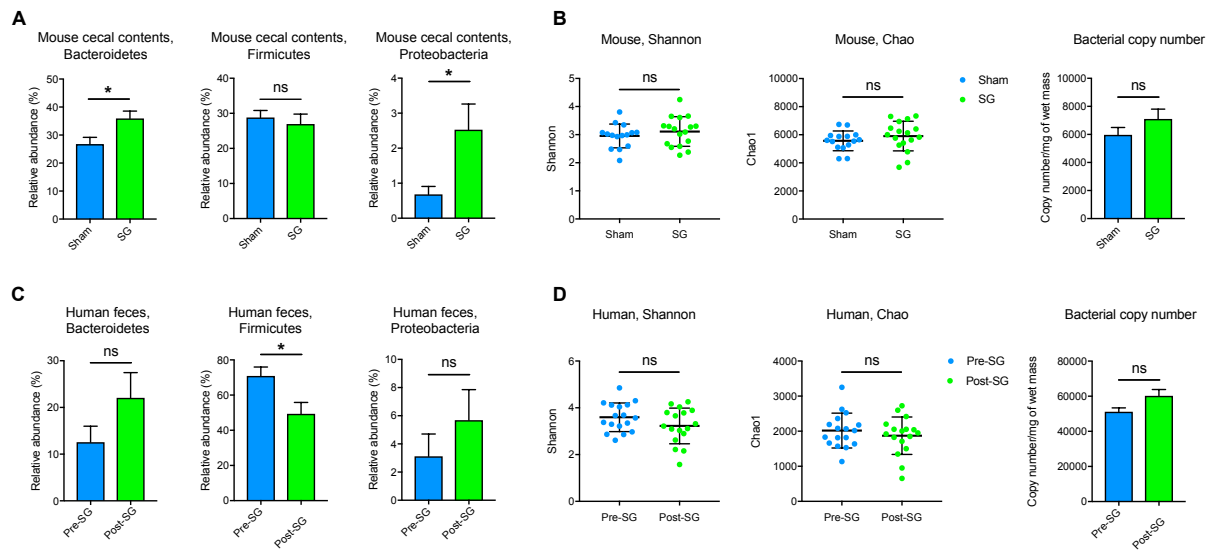 A
Mouse cecal contents,
Bacteroidetes
Relative abundance (%)
50
40
30
20
10
0
*
Sham
SG
Mouse cecal contents,
Firmicutes
Relative abundance (%)
40
30
20
10
0
ns
Sham
SG
Mouse cecal contents,
Proteobacteria
Relative abundance (%)
4
3
2
1
0
*
Sham
SG
B
Mouse, Shannon
Shannon
5
4
3
2
1
0
ns
Sham
SG
Mouse, Chao
Chao1
10000
8000
6000
4000
2000
0
ns
Sham
SG
Sham
SG
Bacterial copy number
Copy number/mg of wet mass
10000
8000
6000
4000
2000
0
ns
Sham
SG
C
Human feces,
Bacteroidetes
Relative abundance (%)
30
20
10
0
ns
Pre-SG
Post-SG
Human feces,
Firmicutes
Relative abundance (%)
80
60
40
20
0
*
Pre-SG
Post-SG
Human feces,
Proteobacteria
Relative abundance (%)
10
8
6
4
2
0
ns
Pre-SG
Post-SG
D
Human, Shannon
Shannon
6
4
2
0
ns
Pre-SG
Post-SG
Human, Chao
Chao1
4000
3000
2000
1000
0
ns
Pre-SG
Post-SG
Pre-SG
Post-SG
Bacterial copy number
Copy number/mg of wet mass
80000
60000
40000
20000
0
ns
Pre-SG
Post-SG